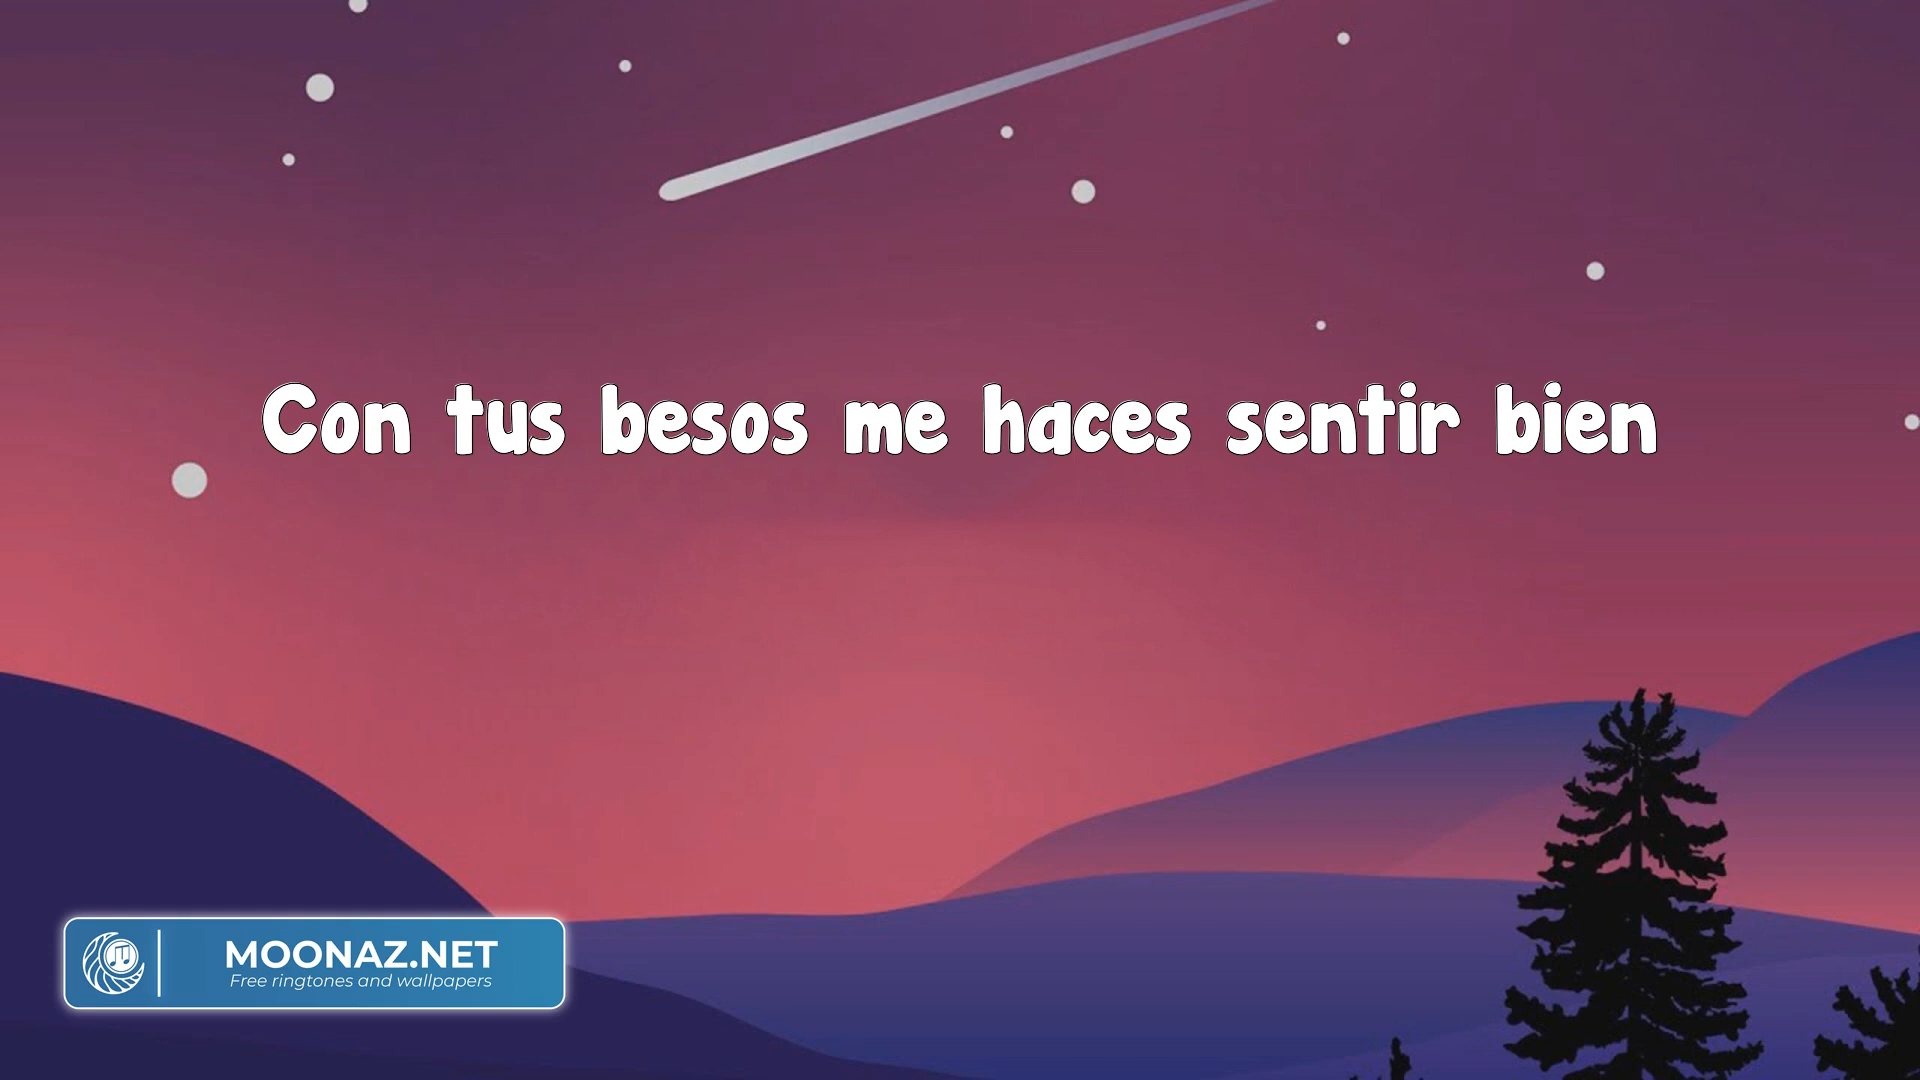 Con tus besos me haces sentir bien
MOONAZ.NET
Free ringtones and wallpapers